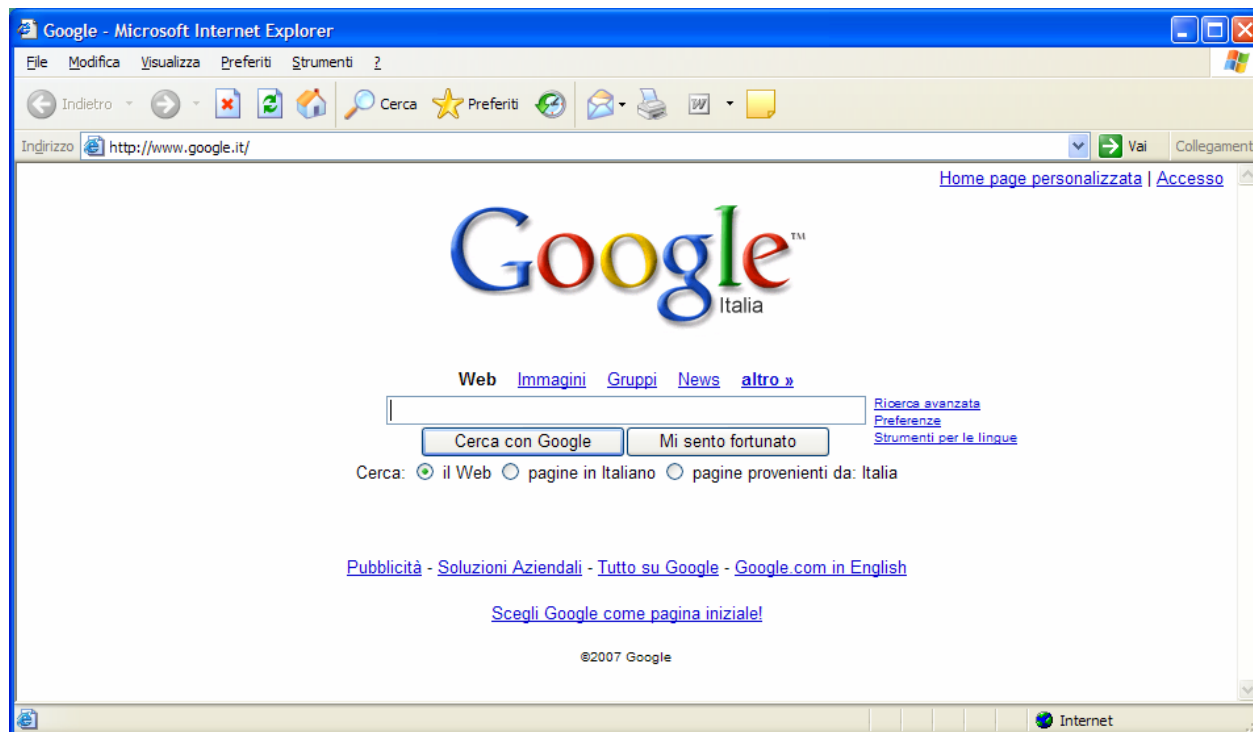 Google - Microsoft Internet Explorer
File Modifica Visualizza Preferiti Strumenti ?
Indietro Cerca Preferiti
Indirizzo http://www.google.it/ Vai Collegament
Home page personalizzata | Accesso
Google™
Italia
Web Immagini Gruppi News altro »
Ricerca avanzata
Preferenze
Cerca con Google Mi sento fortunato Strumenti per le lingue
Cerca: il Web pagine in Italiano pagine provenienti da: Italia
Pubblicità - Soluzioni Aziendali - Tutto su Google - Google.com in English
Scegli Google come pagina iniziale!
©2007 Google
Internet